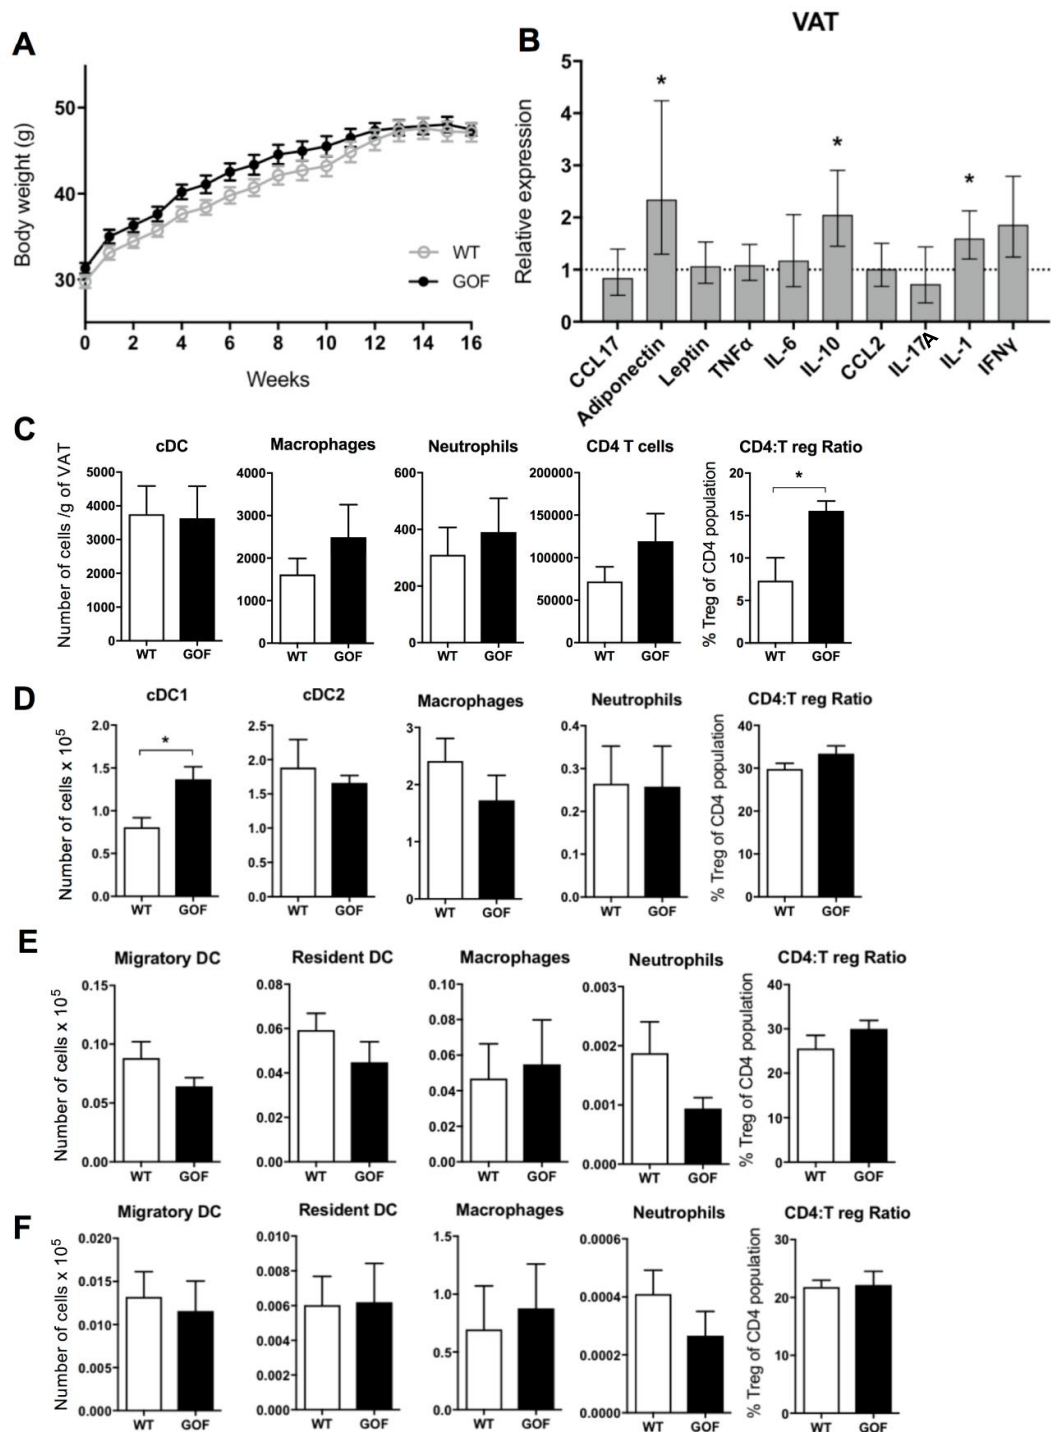 VAT
A
B
Body weight (g)
50
40
30
WT
GOF
0 2 4 6 8 10 12 14 16
Weeks
Relative expression
5
4
3
2
1
0
*
*
*
CCL17
Adiponectin
Leptin
TNFα
IL-6
IL-10
CCL2
IL-17A
IL-1
IFNγ
C
cDC
Macrophages
Neutrophils
CD4 T cells
CD4:T reg Ratio
Number of cells /g of VAT
5000
4000
3000
2000
1000
0
WT GOF
4000
3000
2000
1000
0
WT GOF
600
400
200
0
WT GOF
200000
150000
100000
50000
0
WT GOF
% Treg of CD4 population
20
15
10
5
0
*
WT GOF
D
cDC1
cDC2
Macrophages
Neutrophils
CD4:T reg Ratio
Number of cells x 10⁵
2.0
1.5
1.0
0.5
0.0
*
WT GOF
2.5
2.0
1.5
1.0
0.5
0.0
WT GOF
3
2
1
0
WT GOF
0.4
0.3
0.2
0.1
0.0
WT GOF
% Treg of CD4 population
40
30
20
10
0
WT GOF
E
Migratory DC
Resident DC
Macrophages
Neutrophils
CD4:T reg Ratio
Number of cells x 10⁵
0.15
0.10
0.05
0.00
WT GOF
0.08
0.06
0.04
0.02
0.00
WT GOF
0.10
0.08
0.06
0.04
0.02
0.00
WT GOF
0.003
0.002
0.001
0.000
WT GOF
% Treg of CD4 population
40
30
20
10
0
WT GOF
F
Migratory DC
Resident DC
Macrophages
Neutrophils
CD4:T reg Ratio
Number of cells x 10⁵
0.020
0.015
0.010
0.005
0.000
WT GOF
0.010
0.008
0.006
0.004
0.002
0.000
WT GOF
1.5
1.0
0.5
0.0
WT GOF
0.0006
0.0004
0.0002
0.0000
WT GOF
% Treg of CD4 population
30
20
10
0
WT GOF